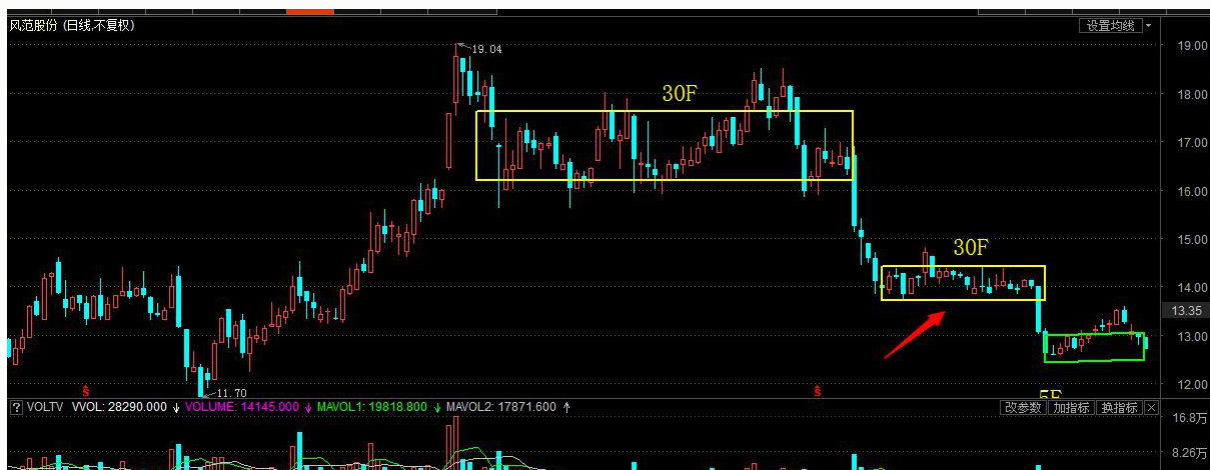 风范股份 (日线,不复权)
设置均线
19.00
19.04
18.00
30F
17.00
16.00
15.00
30F
14.00
13.35
13.00
12.00
11.70
5F
? VOLTV VVOL: 28290.000 ↓ VOLUME: 14145.000 ↓ MAVOL1: 19818.800 ↓ MAVOL2: 17871.600 ↑
改参数 加指标 换指标 ×
16.8万
8.26万